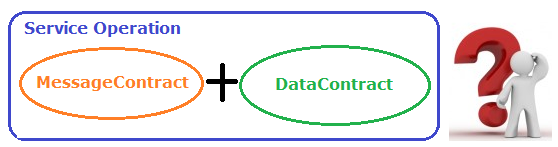 Service Operation
MessageContract + DataContract